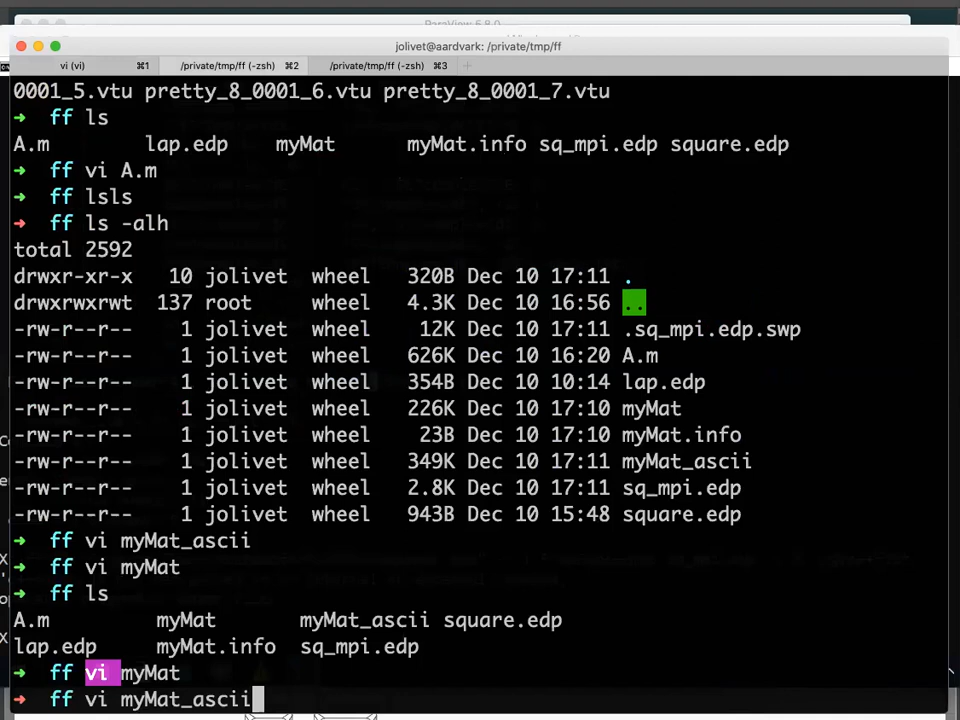 ParaView 5.8.0
jolivet@aardvark: /private/tmp/ff
vi (vi) ⌘1 /private/tmp/ff (-zsh) ⌘2 /private/tmp/ff (-zsh) ⌘3 +
0001_5.vtu pretty_8_0001_6.vtu pretty_8_0001_7.vtu
➜ ff ls
A.m lap.edp myMat myMat.info sq_mpi.edp square.edp
➜ ff vi A.m
➜ ff lsls
➜ ff ls -alh
total 2592
drwxr-xr-x 10 jolivet wheel 320B Dec 10 17:11 .
drwxrwxrwt 137 root wheel 4.3K Dec 10 16:56 ..
-rw-r--r-- 1 jolivet wheel 12K Dec 10 17:11 .sq_mpi.edp.swp
-rw-r--r-- 1 jolivet wheel 626K Dec 10 16:20 A.m
-rw-r--r-- 1 jolivet wheel 354B Dec 10 10:14 lap.edp
-rw-r--r-- 1 jolivet wheel 226K Dec 10 17:10 myMat
-rw-r--r-- 1 jolivet wheel 23B Dec 10 17:10 myMat.info
-rw-r--r-- 1 jolivet wheel 349K Dec 10 17:11 myMat_ascii
-rw-r--r-- 1 jolivet wheel 2.8K Dec 10 17:11 sq_mpi.edp
-rw-r--r-- 1 jolivet wheel 943B Dec 10 15:48 square.edp
➜ ff vi myMat_ascii
➜ ff vi myMat
➜ ff ls
A.m myMat myMat_ascii square.edp
lap.edp myMat.info sq_mpi.edp
➜ ff vi myMat
➜ ff vi myMat_ascii